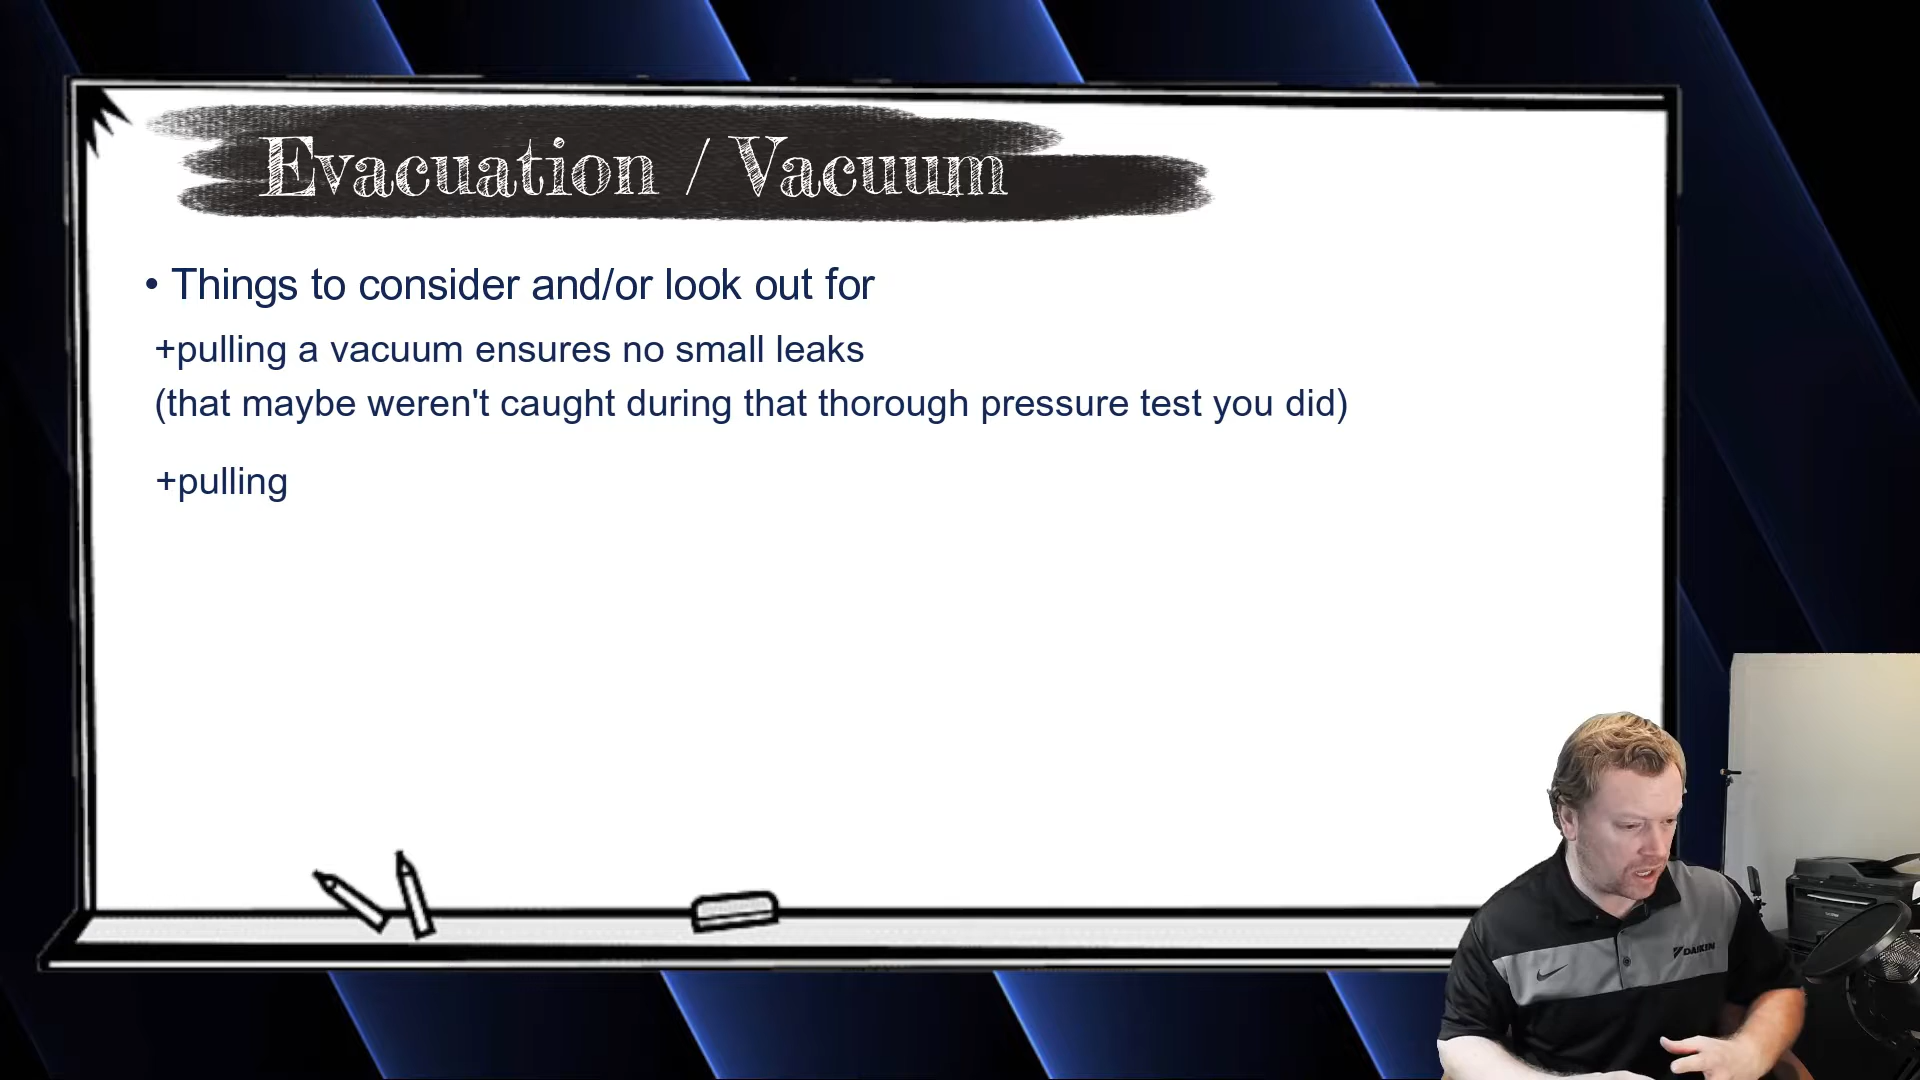 Evacuation / Vacuum
• Things to consider and/or look out for
+pulling a vacuum ensures no small leaks
(that maybe weren't caught during that thorough pressure test you did)
+pulling
DAIKIN